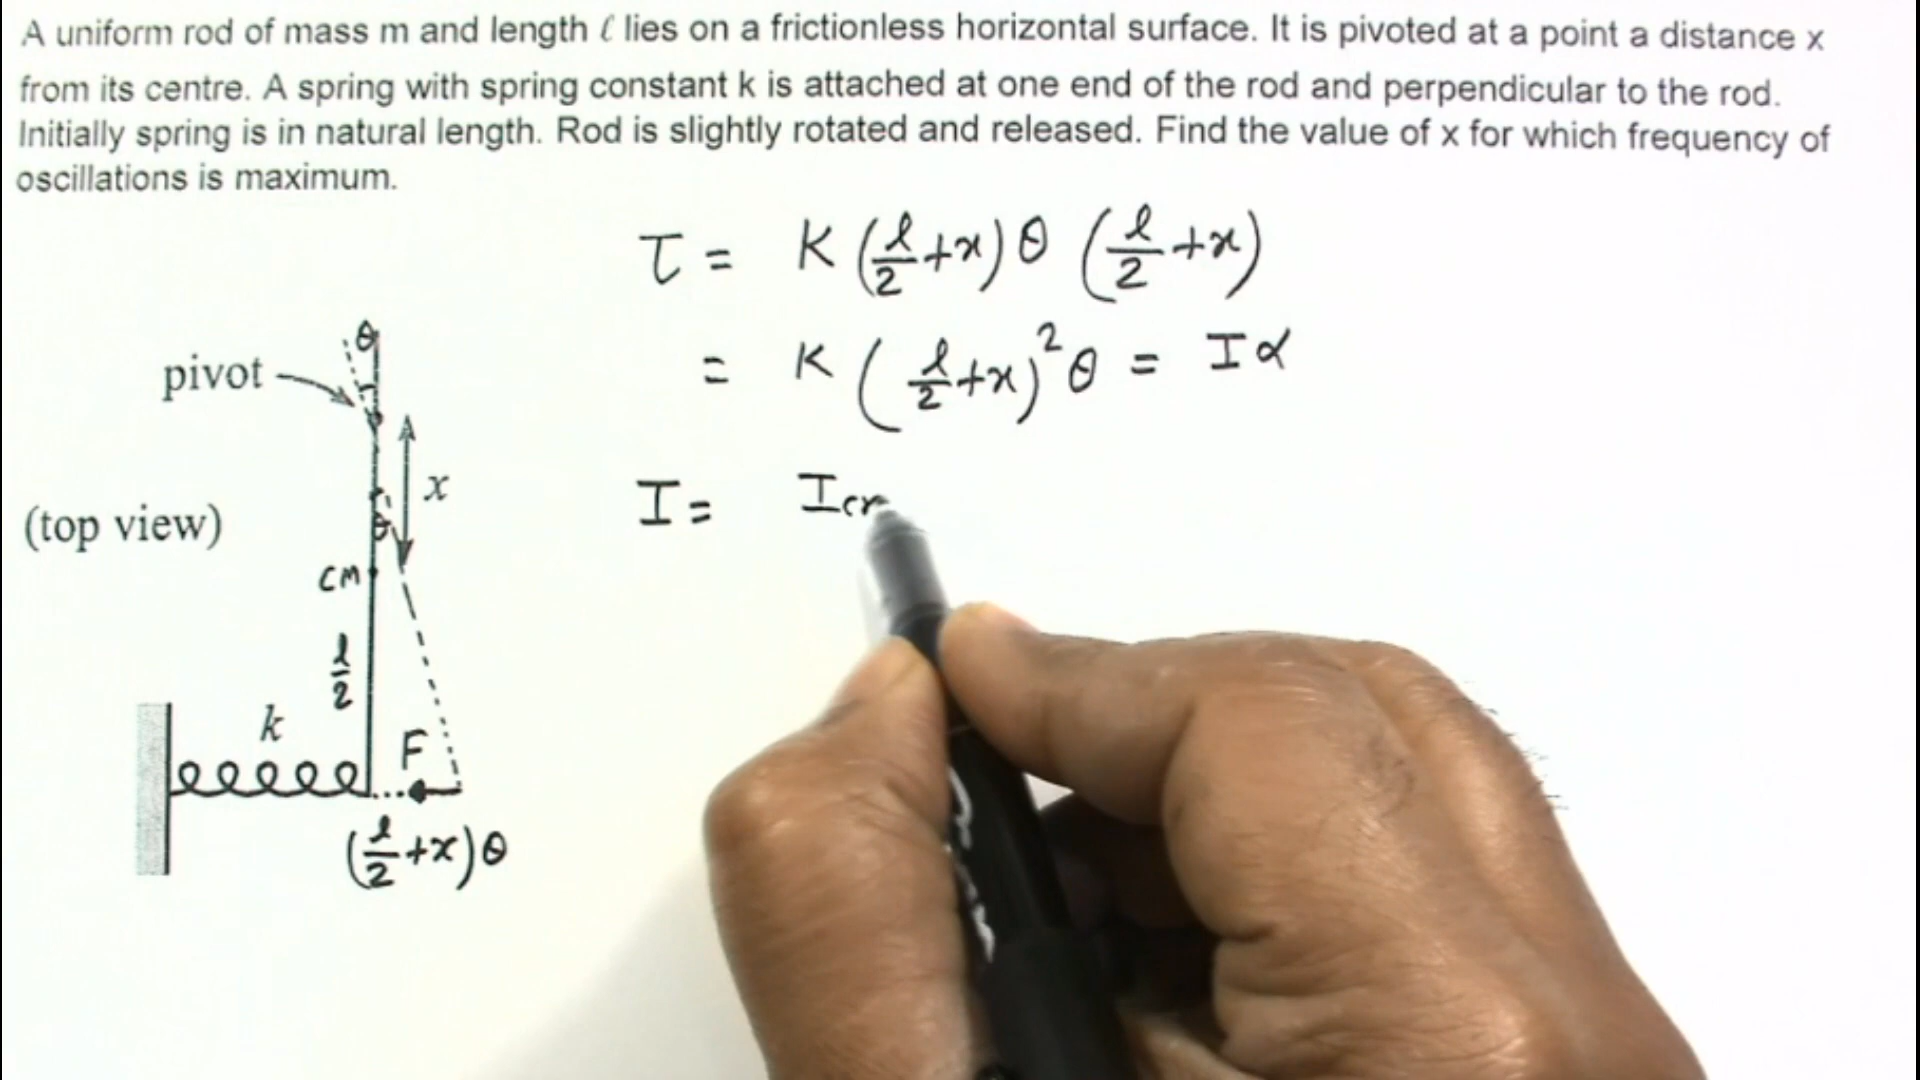 A uniform rod of mass m and length ℓ lies on a frictionless horizontal surface. It is pivoted at a point a distance x
from its centre. A spring with spring constant k is attached at one end of the rod and perpendicular to the rod.
Initially spring is in natural length. Rod is slightly rotated and released. Find the value of x for which frequency of
oscillations is maximum.
τ = K (ℓ/2 + x) θ (ℓ/2 + x)
= K (ℓ/2 + x)² θ = I α
I = Icm
θ
pivot
x
(top view)
θ
CM
ℓ/2
k
F
(ℓ/2 + x) θ